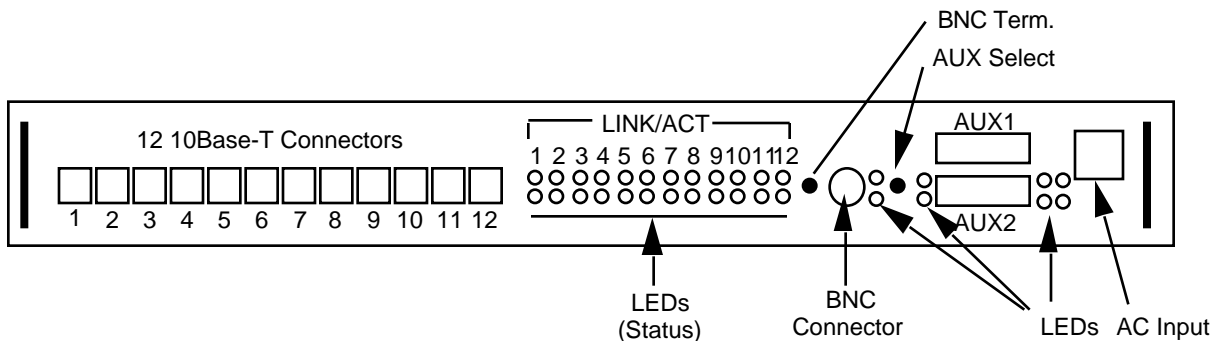 BNC Term.
AUX Select
12 10Base-T Connectors
LINK/ACT
AUX1
1 2 3 4 5 6 7 8 9 10 11 12
1 2 3 4 5 6 7 8 9 10 11 12
AUX2
LEDs
(Status)
BNC
Connector
LEDs
AC Input